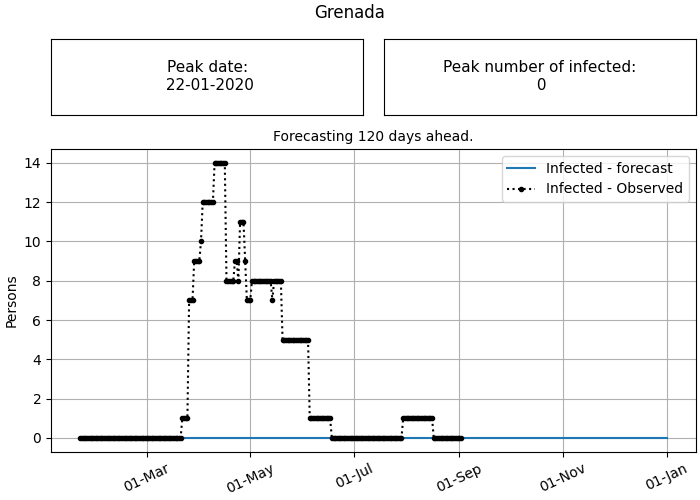 Grenada
Peak date:
22-01-2020
Peak number of infected:
0
Forecasting 120 days ahead.
Infected - forecast
Infected - Observed
Persons
14
12
10
8
6
4
2
0
01-Mar
01-May
01-Jul
01-Sep
01-Nov
01-Jan